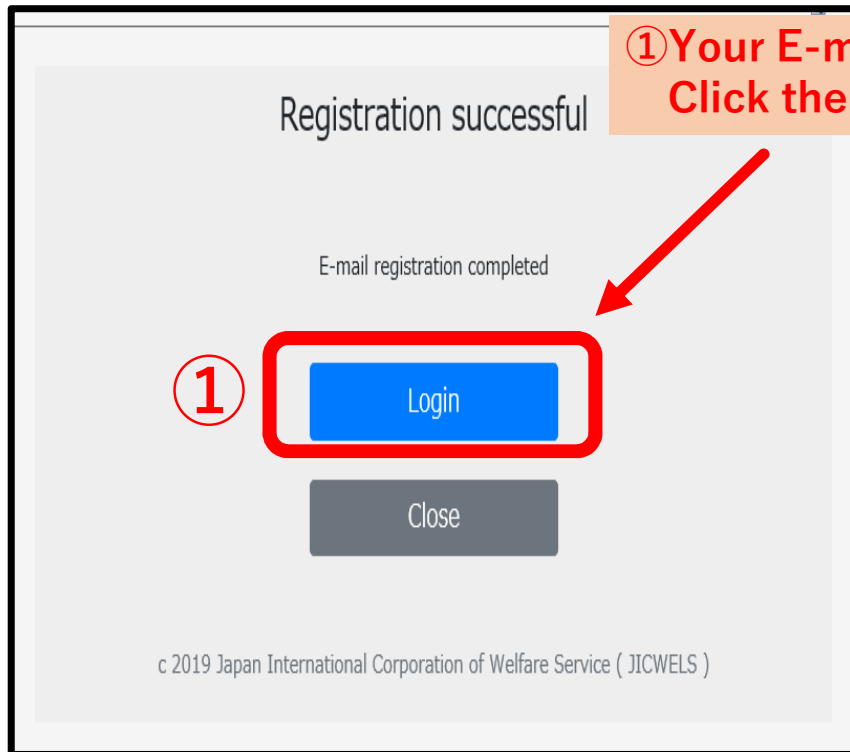 ①Your E-m
Click the
Registration successful
E-mail registration completed
①
Login
Close
c 2019 Japan International Corporation of Welfare Service ( JICWELS )